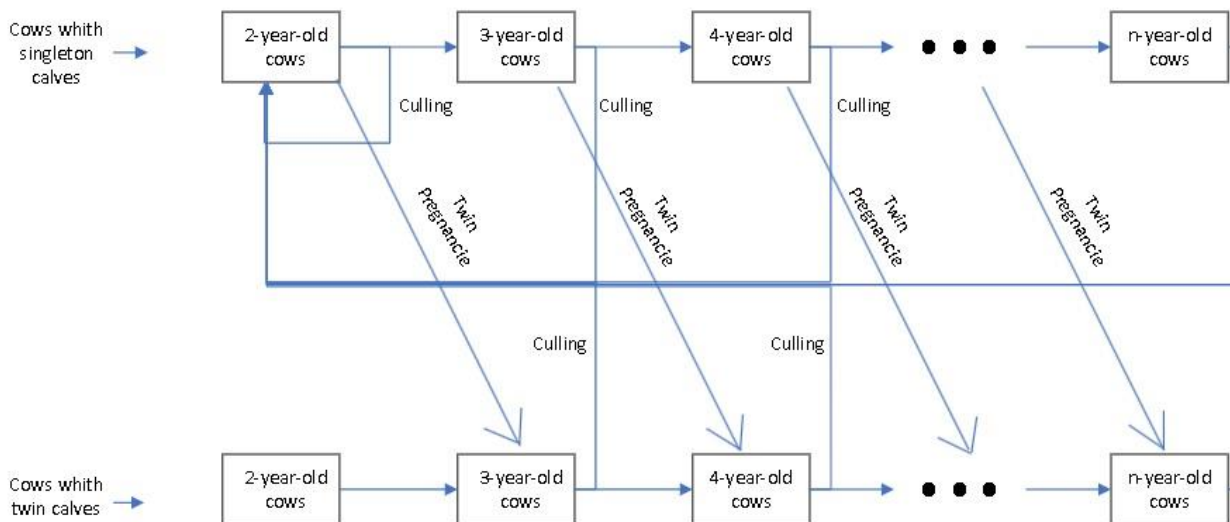 Cows whith
singleton
calves
2-year-old
cows
3-year-old
cows
4-year-old
cows
n-year-old
cows
Culling
Culling
Culling
Twin
Pregnancie
Twin
Pregnancie
Twin
Pregnancie
Twin
Pregnancie
Culling
Culling
Cows whith
twin calves
2-year-old
cows
3-year-old
cows
4-year-old
cows
n-year-old
cows